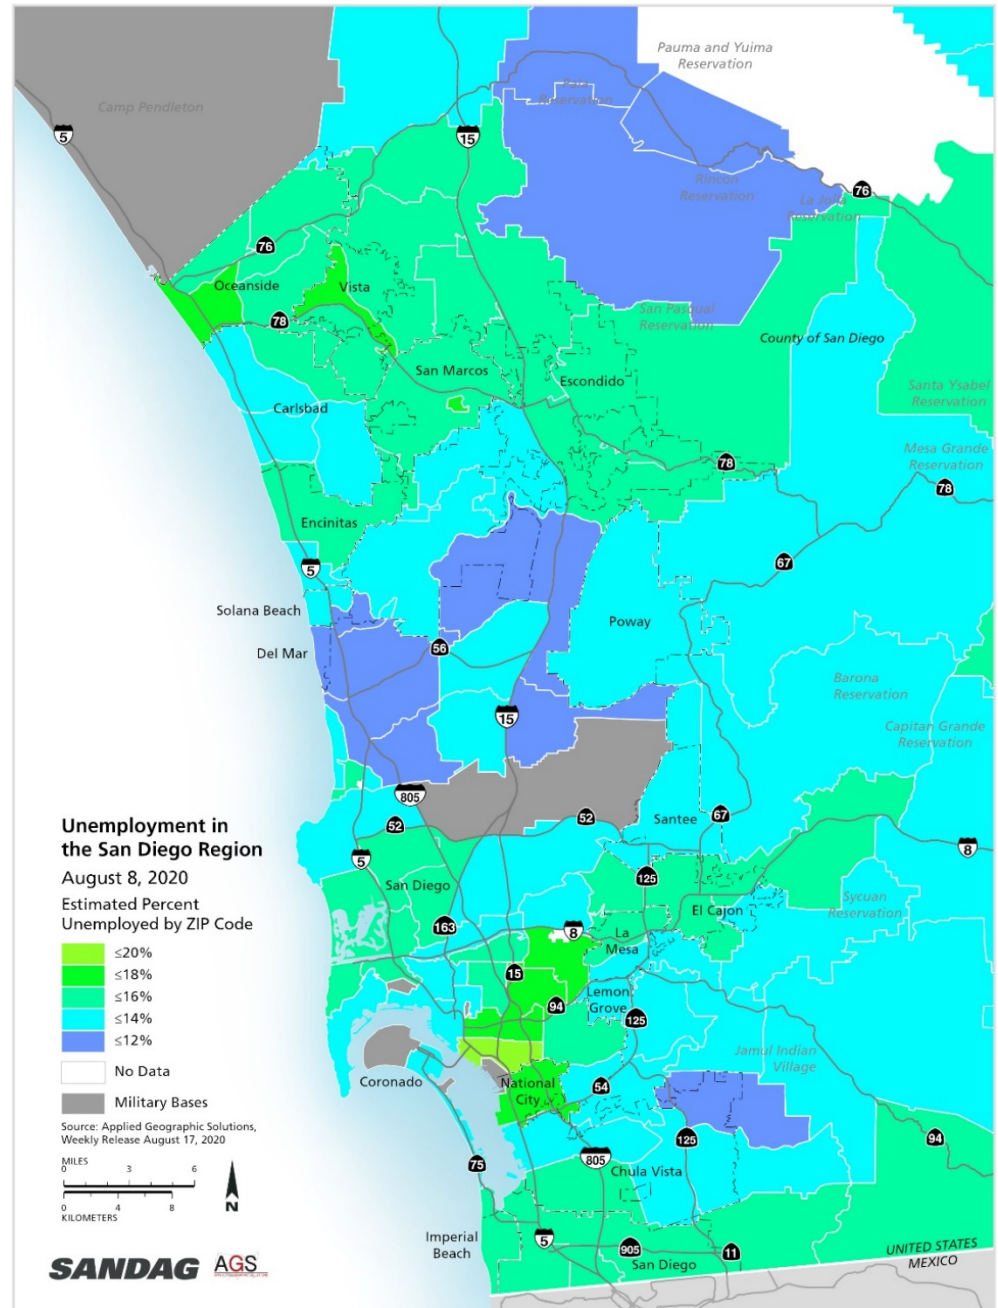 Pauma and Yuima
Reservation
Pala
Reservation
Camp Pendleton
5
15
Rincon
Reservation
76
La Jolla
Reservation
76
Oceanside
Vista
78
San Pasqual
Reservation
County of San Diego
San Marcos
Escondido
Santa Ysabel
Reservation
Carlsbad
Mesa Grande
Reservation
78
78
Encinitas
5
67
Solana Beach
Poway
56
Del Mar
Barona
Reservation
15
Capitan Grande
Reservation
805
52
52
Santee
67
8
5
125
San Diego
El Cajon
Sycuan
Reservation
163
8
La
Mesa
15
94
Lemon
Grove
125
Jamul Indian
Village
Coronado
National
City
54
125
94
75
805
Chula Vista
Imperial
Beach
5
905
San Diego
11
UNITED STATES
MEXICO
Unemployment in
the San Diego Region
August 8, 2020
Estimated Percent
Unemployed by ZIP Code
≤20%
≤18%
≤16%
≤14%
≤12%
No Data
Military Bases
Source: Applied Geographic Solutions,
Weekly Release August 17, 2020
MILES
0 3 6
0 4 8
KILOMETERS
N
SANDAG
AGS